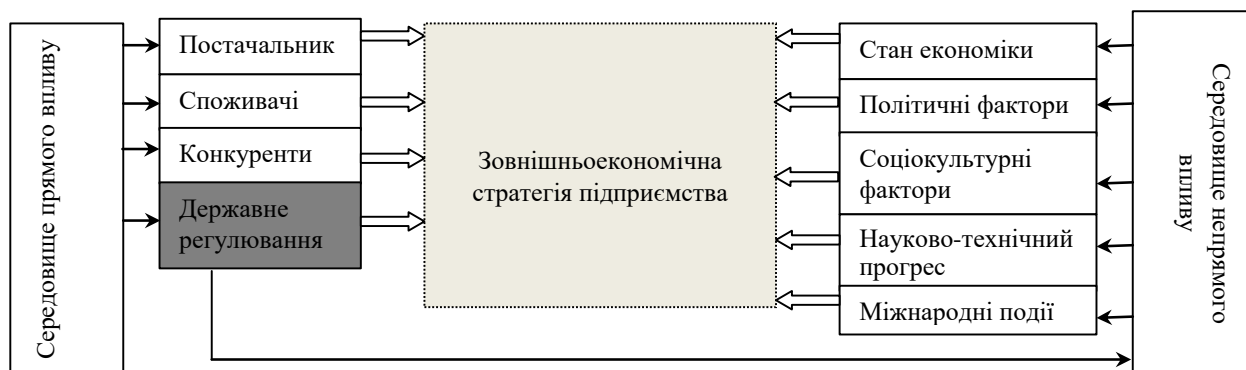 Середовище прямого впливу
Постачальник
Споживачі
Конкуренти
Державне
регулювання
Зовнішньоекономічна
стратегія підприємства
Стан економіки
Політичні фактори
Соціокультурні
фактори
Науково-технічний
прогрес
Міжнародні події
Середовище непрямого
впливу